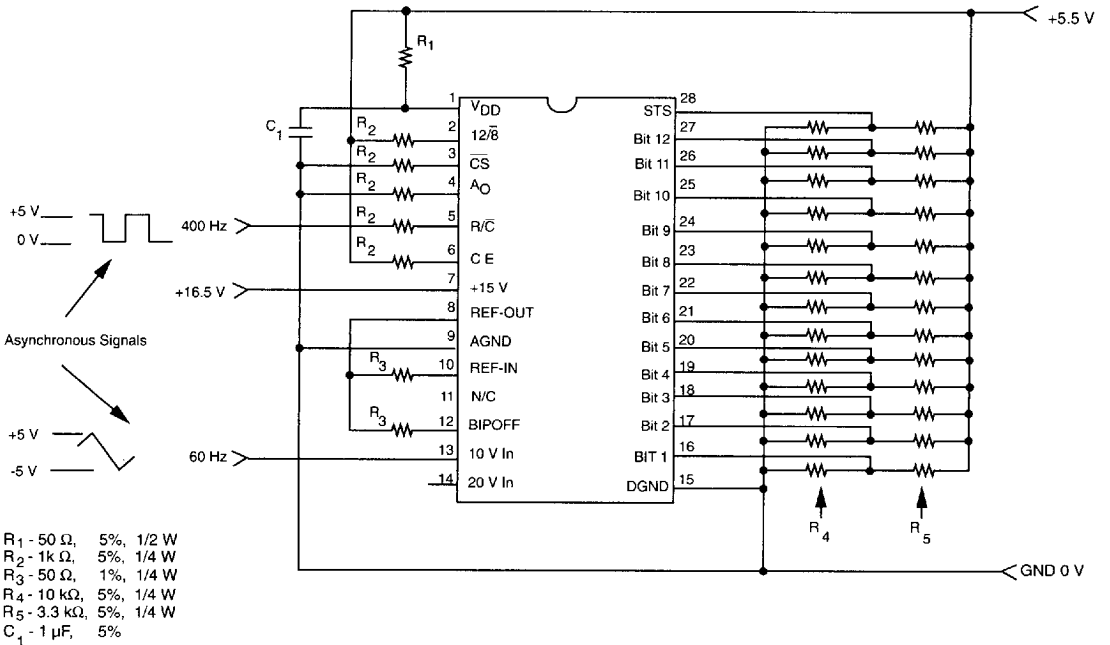 +5.5 V
R1
1
VDD
STS
28
C1
R2
2
12/8̅
Bit 12
27
R2
3
C̅S̅
Bit 11
26
R2
4
AO
Bit 10
25
+5 V
0 V
400 Hz
R2
5
R/C̅
Bit 9
24
R2
6
C E
Bit 8
23
+16.5 V
7
+15 V
Bit 7
22
8
REF-OUT
Bit 6
21
Asynchronous Signals
9
AGND
Bit 5
20
R3
10
REF-IN
Bit 4
19
11
N/C
Bit 3
18
R3
12
BIPOFF
Bit 2
17
+5 V
-5 V
60 Hz
13
10 V In
BIT 1
16
14
20 V In
DGND
15
R4
R5
GND 0 V
R1 - 50 Ω, 5%, 1/2 W
R2 - 1k Ω, 5%, 1/4 W
R3 - 50 Ω, 1%, 1/4 W
R4 - 10 kΩ, 5%, 1/4 W
R5 - 3.3 kΩ, 5%, 1/4 W
C1 - 1 µF, 5%